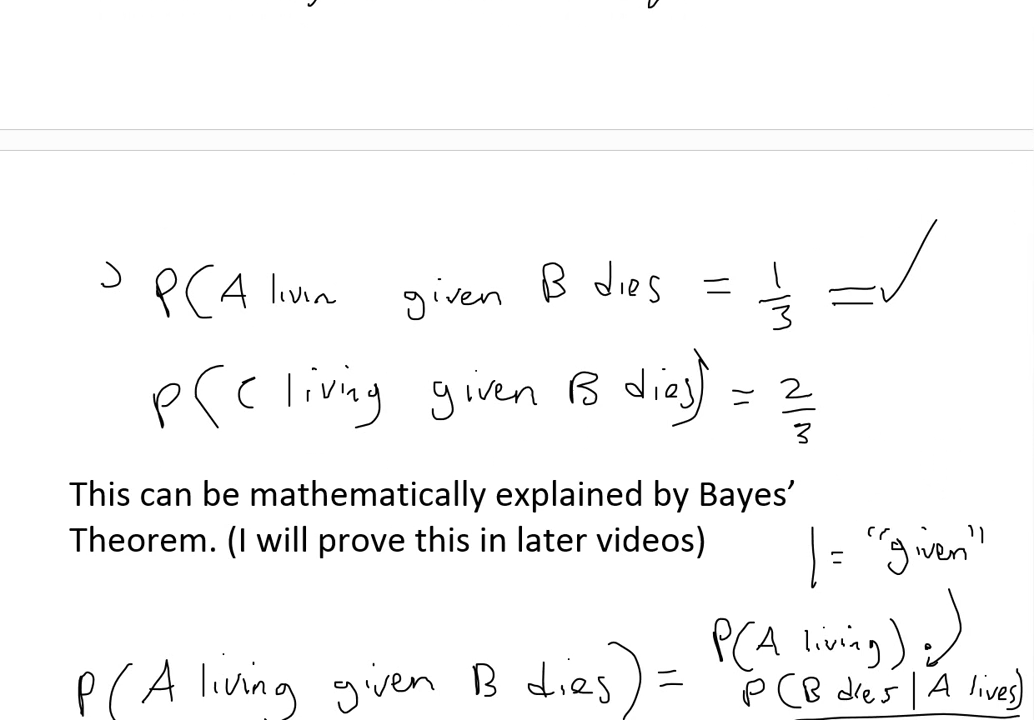 P(A livin given B dies = 1/3 =✓
P(C living given B dies) = 2/3
This can be mathematically explained by Bayes’
Theorem. (I will prove this in later videos)
| = "given"
P(A living given B dies) = P(A living) •
P(B dies | A lives)